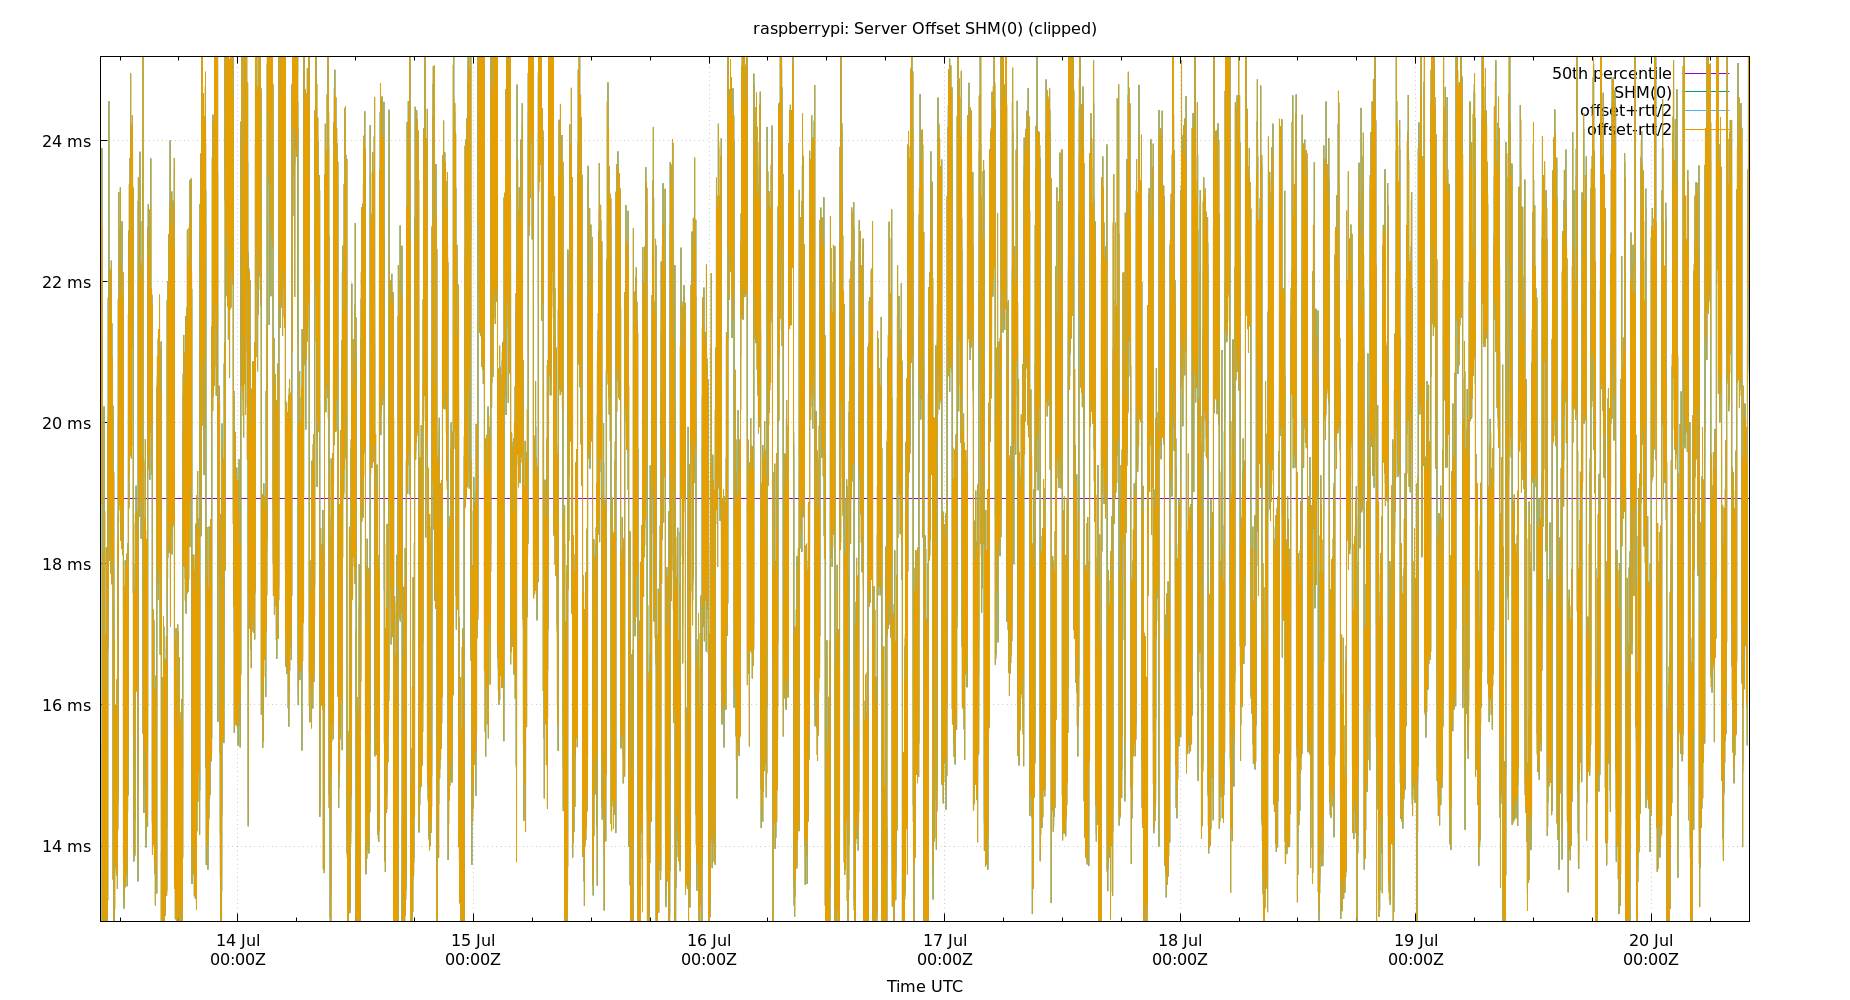 raspberrypi: Server Offset SHM(0) (clipped)
50th percentile
SHM(0)
offset+rtt/2
offset-rtt/2
24 ms
22 ms
20 ms
18 ms
16 ms
14 ms
14 Jul 15 Jul 16 Jul 17 Jul 18 Jul 19 Jul 20 Jul
00:00Z 00:00Z 00:00Z 00:00Z 00:00Z 00:00Z 00:00Z
Time UTC